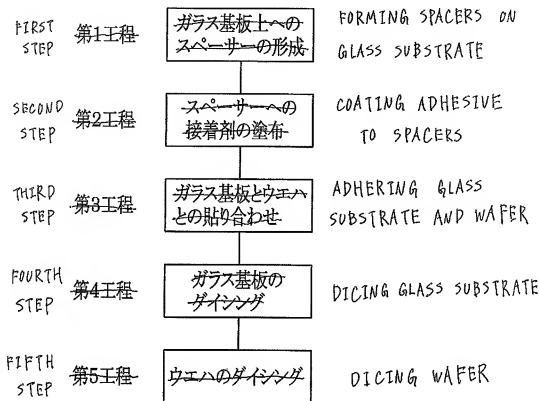 FIRST STEP 第1工程 ガラス基板上への スペーサーの形成 FORMING SPACERS ON GLASS SUBSTRATE
SECOND STEP 第2工程 スペーサーへの 接着剤の塗布 COATING ADHESIVE TO SPACERS
THIRD STEP 第3工程 ガラス基板とウエハ との貼り合わせ ADHERING GLASS SUBSTRATE AND WAFER
FOURTH STEP 第4工程 ガラス基板の ダイシング DICING GLASS SUBSTRATE
FIFTH STEP 第5工程 ウエハのダイシング DICING WAFER